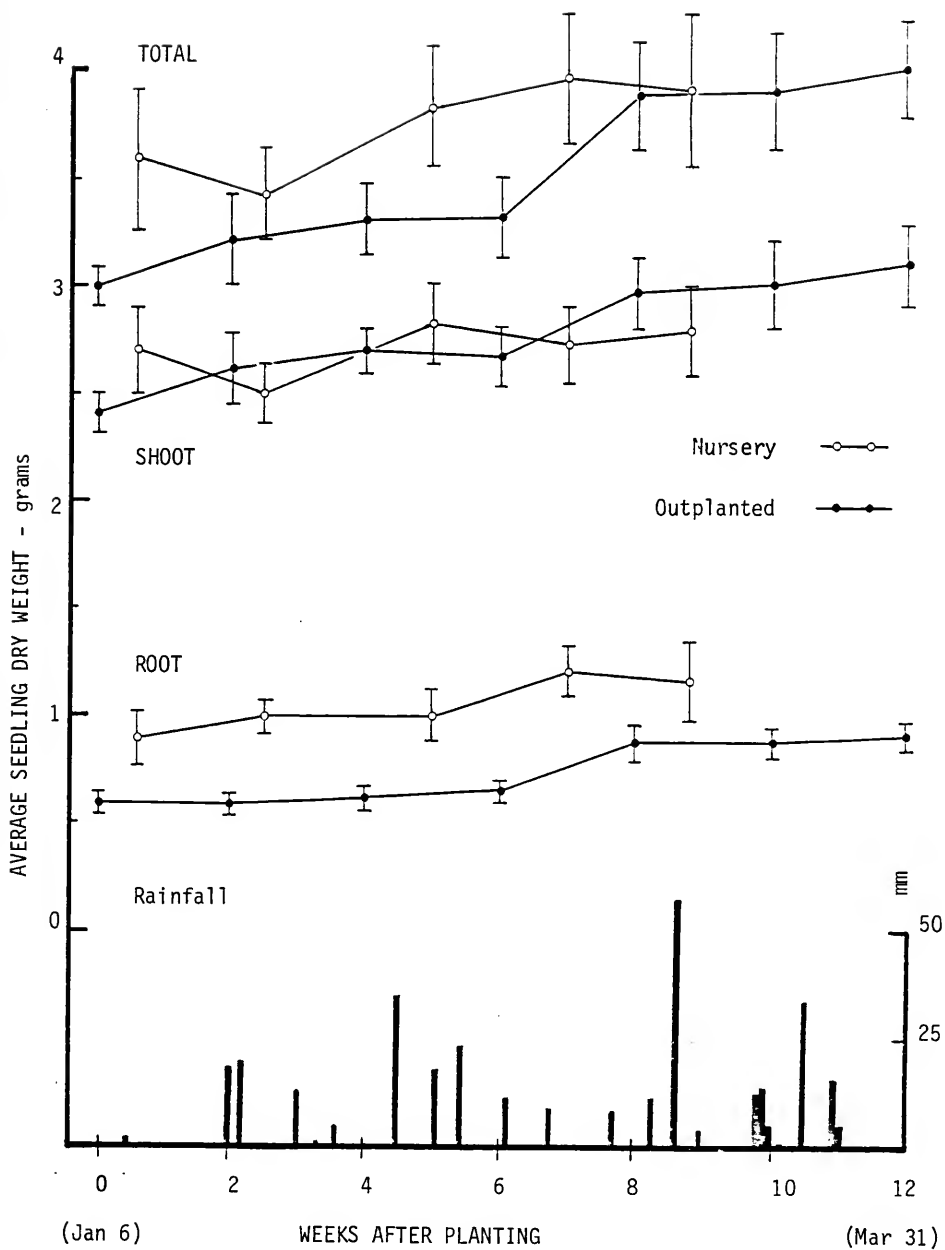 4
TOTAL
3
SHOOT
Nursery
2
Outplanted
AVERAGE SEEDLING DRY WEIGHT - grams
ROOT
1
Rainfall
mm
0
50
25
0 2 4 6 8 10 12
(Jan 6) WEEKS AFTER PLANTING (Mar 31)